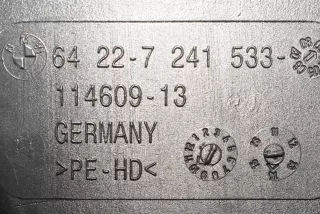 64 22-7 241 533-
114609-13
GERMANY
>PE-HD<